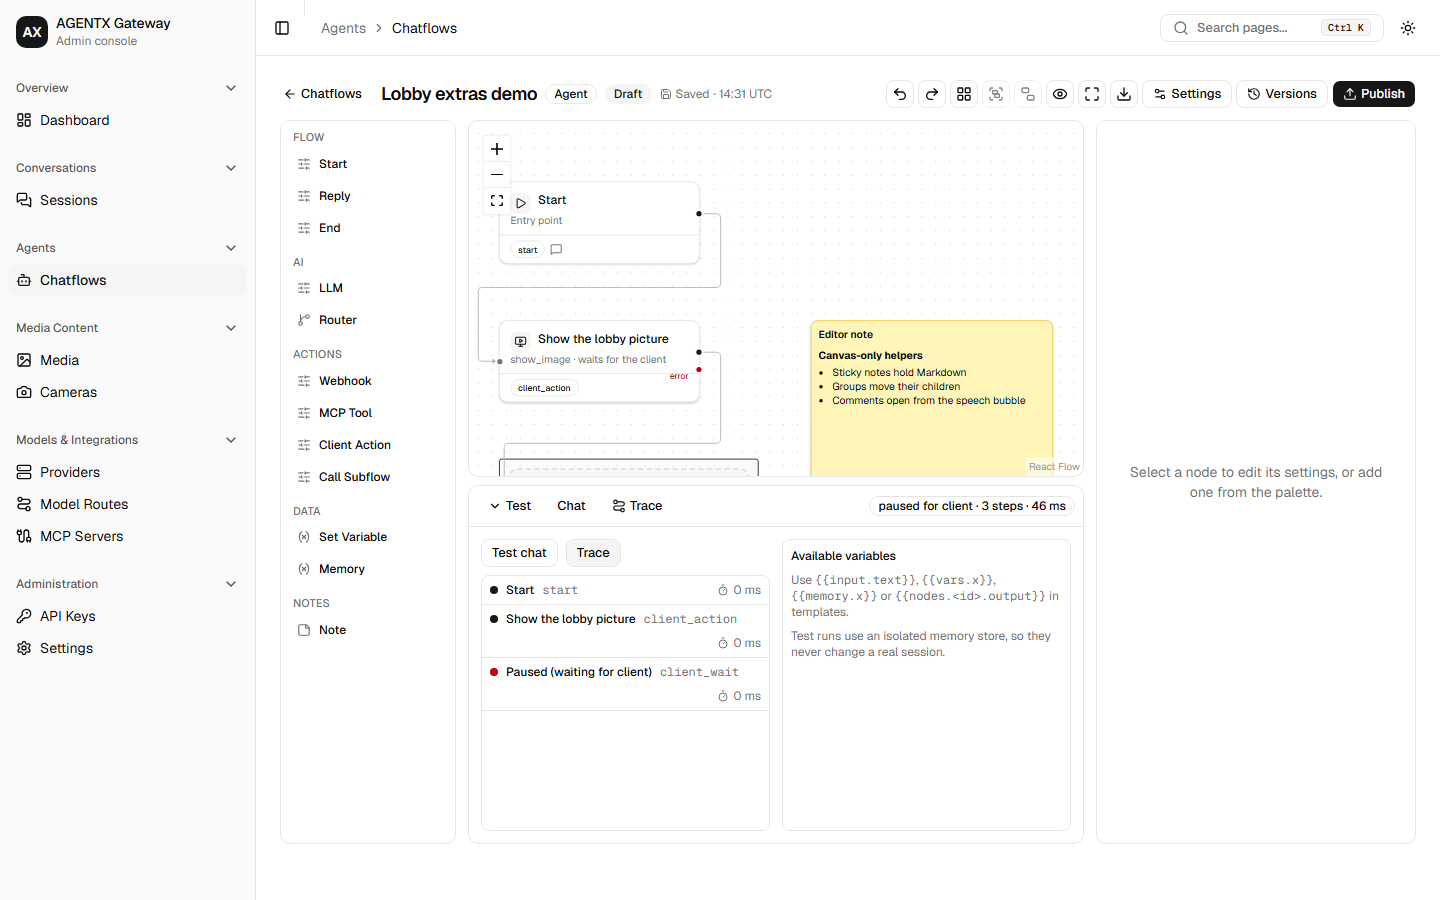 AX
AGENTX Gateway
Admin console
Overview
Dashboard
Conversations
Sessions
Agents
Chatflows
Media Content
Media
Cameras
Models & Integrations
Providers
Model Routes
MCP Servers
Administration
API Keys
Settings
Agents > Chatflows
Search pages... Ctrl K
Chatflows
Lobby extras demo
Agent
Draft
Saved · 14:31 UTC
Settings
Versions
Publish
FLOW
Start
Reply
End
AI
LLM
Router
ACTIONS
Webhook
MCP Tool
Client Action
Call Subflow
DATA
Set Variable
Memory
NOTES
Note
Start
Entry point
start
Show the lobby picture
show_image · waits for the client
error
client_action
Editor note
Canvas-only helpers
• Sticky notes hold Markdown
• Groups move their children
• Comments open from the speech bubble
React Flow
Test
Chat
Trace
paused for client · 3 steps · 46 ms
Test chat
Trace
Start start 0 ms
Show the lobby picture client_action
0 ms
Paused (waiting for client) client_wait
0 ms
Available variables
Use {{input.text}}, {{vars.x}},
{{memory.x}} or {{nodes.<id>.output}} in
templates.
Test runs use an isolated memory store, so they
never change a real session.
Select a node to edit its settings, or add
one from the palette.